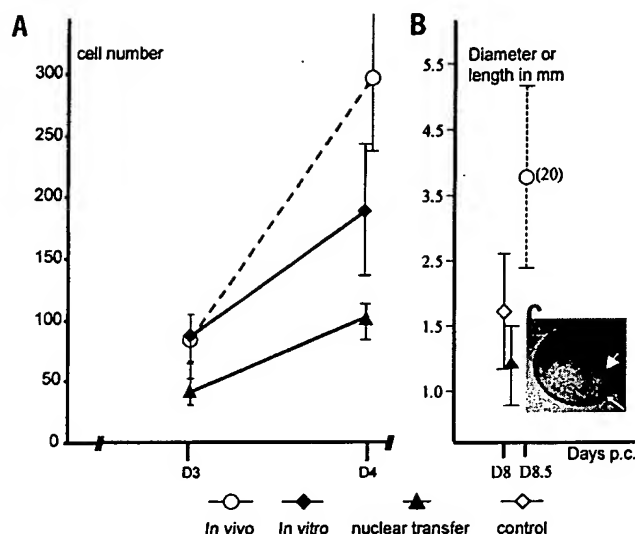 A
cell number
300
250
200
150
100
50
0
D3
D4
B
Diameter or
length in mm
5.5
4.5
3.5
2.5
1.5
1.0
(20)
D8
D8.5
Days p.c.
In vivo
In vitro
nuclear transfer
control